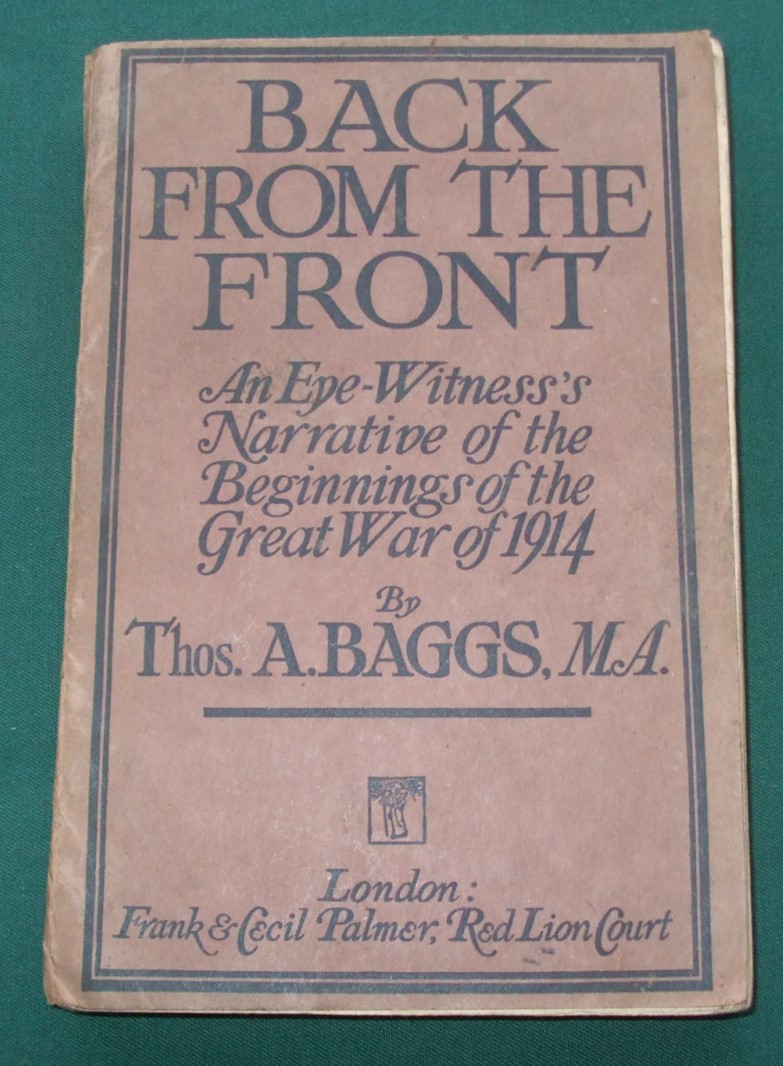 BACK
FROM THE
FRONT
An Eye-Witness's
Narrative of the
Beginnings of the
Great War of 1914
By
Thos. A. BAGGS, M.A.
London:
Frank & Cecil Palmer, Red Lion Court